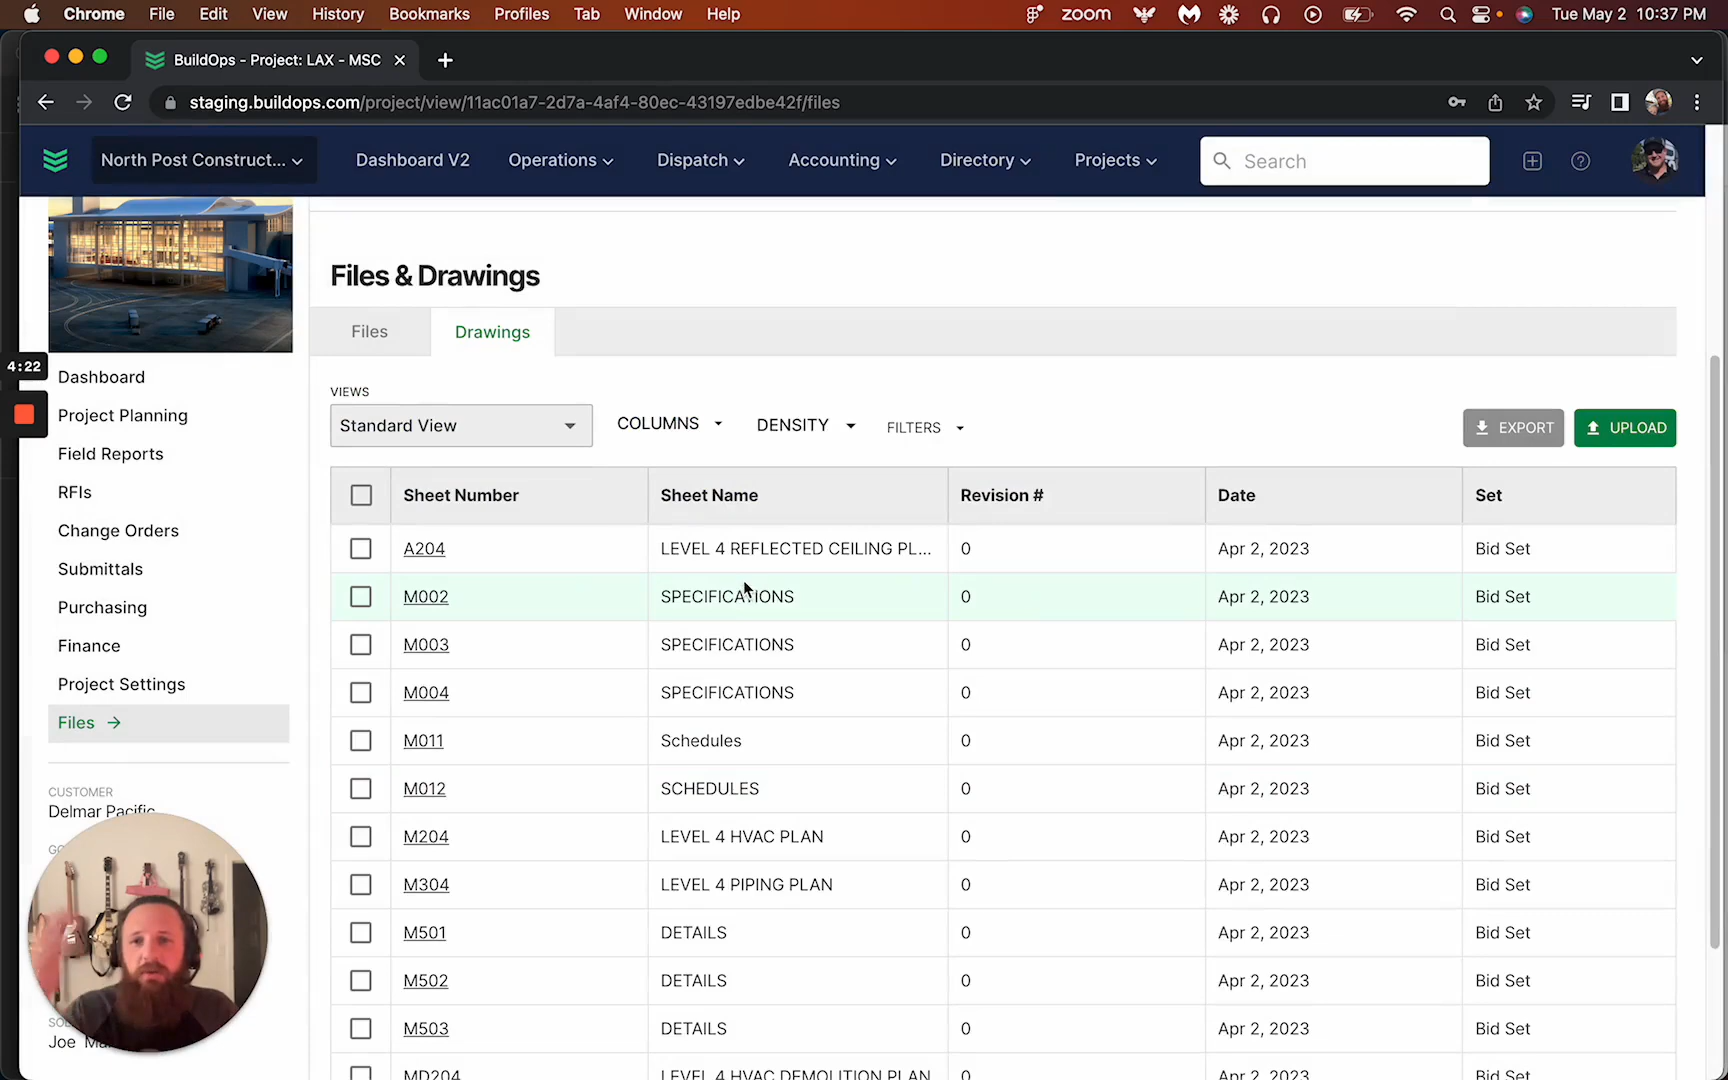 Chrome File Edit View History Bookmarks Profiles Tab Window Help zoom Tue May 2 10:37 PM
BuildOps - Project: LAX - MSC
staging.buildops.com/project/view/11ac01a7-2d7a-4af4-80ec-43197edbe42f/files
North Post Construct... Dashboard V2 Operations Dispatch Accounting Directory Projects Search
Files & Drawings
Files Drawings
4:22
Dashboard
Project Planning
Field Reports
RFIs
Change Orders
Submittals
Purchasing
Finance
Project Settings
Files
CUSTOMER
Delmar Pacific
Joe
VIEWS
Standard View COLUMNS DENSITY FILTERS EXPORT UPLOAD
Sheet Number Sheet Name Revision # Date Set
A204 LEVEL 4 REFLECTED CEILING PL... 0 Apr 2, 2023 Bid Set
M002 SPECIFICATIONS 0 Apr 2, 2023 Bid Set
M003 SPECIFICATIONS 0 Apr 2, 2023 Bid Set
M004 SPECIFICATIONS 0 Apr 2, 2023 Bid Set
M011 Schedules 0 Apr 2, 2023 Bid Set
M012 SCHEDULES 0 Apr 2, 2023 Bid Set
M204 LEVEL 4 HVAC PLAN 0 Apr 2, 2023 Bid Set
M304 LEVEL 4 PIPING PLAN 0 Apr 2, 2023 Bid Set
M501 DETAILS 0 Apr 2, 2023 Bid Set
M502 DETAILS 0 Apr 2, 2023 Bid Set
M503 DETAILS 0 Apr 2, 2023 Bid Set
MD204 LEVEL 4 HVAC DEMOLITION PLAN 0 Apr 2, 2023 Bid Set